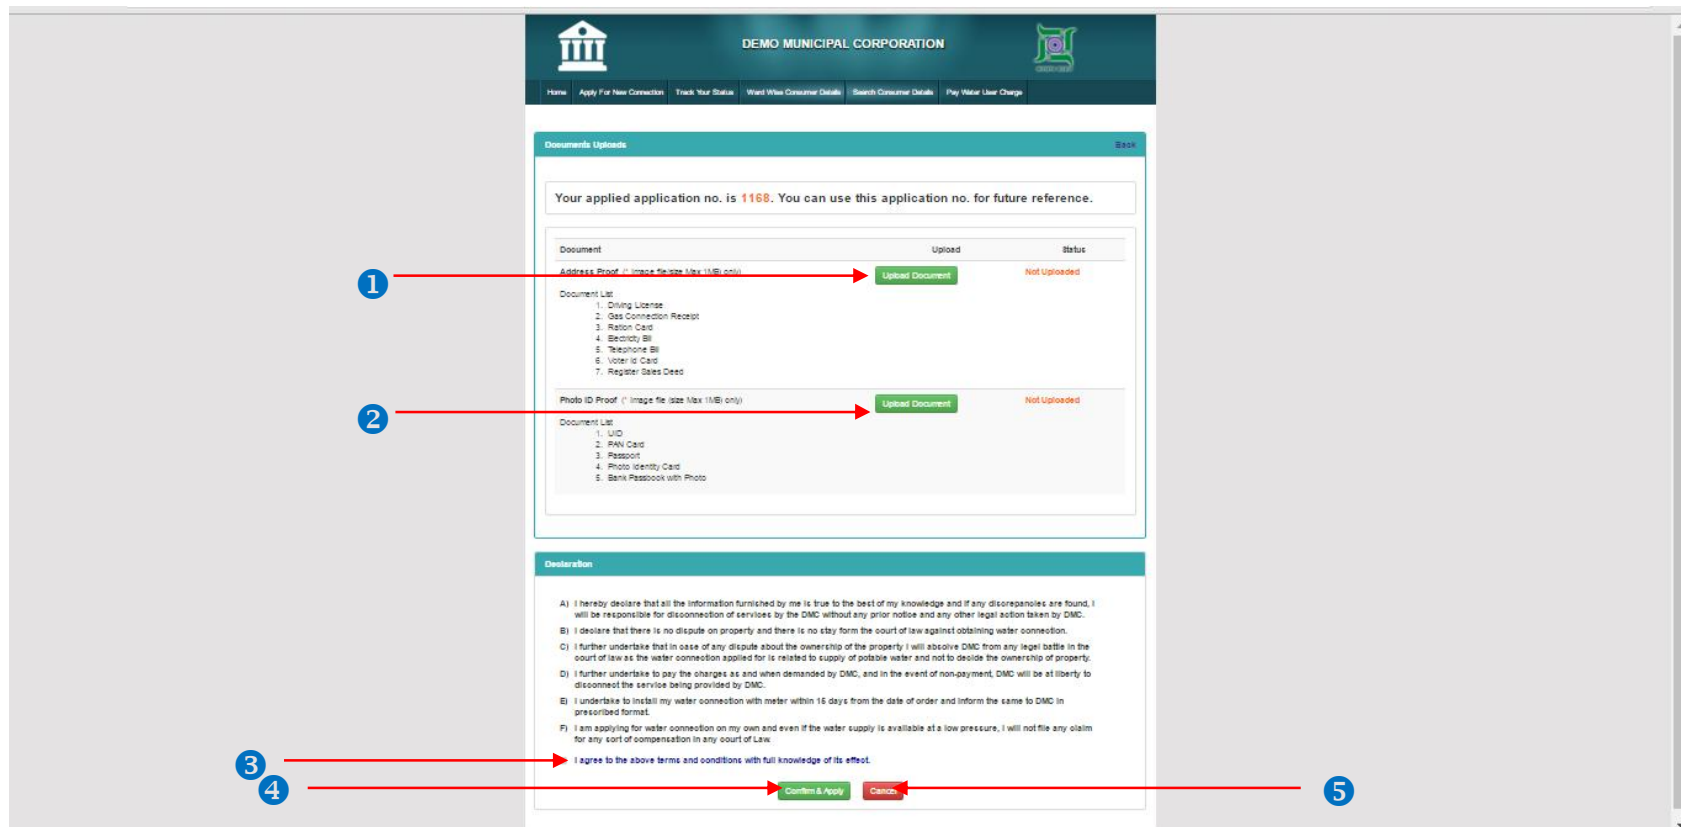 DEMO MUNICIPAL CORPORATION
Home Apply For New Connection Track Your Status Ward Wise Consumer Details Search Consumer Details Pay Water User Charge
Documents Uploads Back
Your applied application no. is 1168. You can use this application no. for future reference.
Document Upload Status
Address Proof (* Image file(size Max 1MB) only) Upload Document Not Uploaded
1
Document List
1. Driving License
2. Gas Connection Receipt
3. Ration Card
4. Electricity Bill
5. Telephone Bill
6. Voter Id Card
7. Register Sales Deed
Photo ID Proof (* Image file (size Max 1MB) only) Upload Document Not Uploaded
2
Document List
1. UID
2. PAN Card
3. Passport
4. Photo Identity Card
5. Bank Passbook with Photo
Declaration
A) I hereby declare that all the information furnished by me is true to the best of my knowledge and if any discrepancies are found, I
will be responsible for disconnection of services by the DMC without any prior notice and any other legal action taken by DMC.
B) I declare that there is no dispute on property and there is no stay form the court of law against obtaining water connection.
C) I further undertake that in case of any dispute about the ownership of the property I will absolve DMC from any legel battle in the
court of law as the water connection applied for is related to supply of potable water and not to decide the ownership of property.
D) I further undertake to pay the charges as and when demanded by DMC, and in the event of non-payment, DMC will be at liberty to
disconnect the service being provided by DMC.
E) I undertake to install my water connection with meter within 15 days from the date of order and inform the same to DMC in
prescribed format.
F) I am applying for water connection on my own and even if the water supply is available at a low pressure, I will not file any claim
for any sort of compensation in any court of Law.
3 I agree to the above terms and conditions with full knowledge of its effect.
4 Confirm & Apply Cancel 5